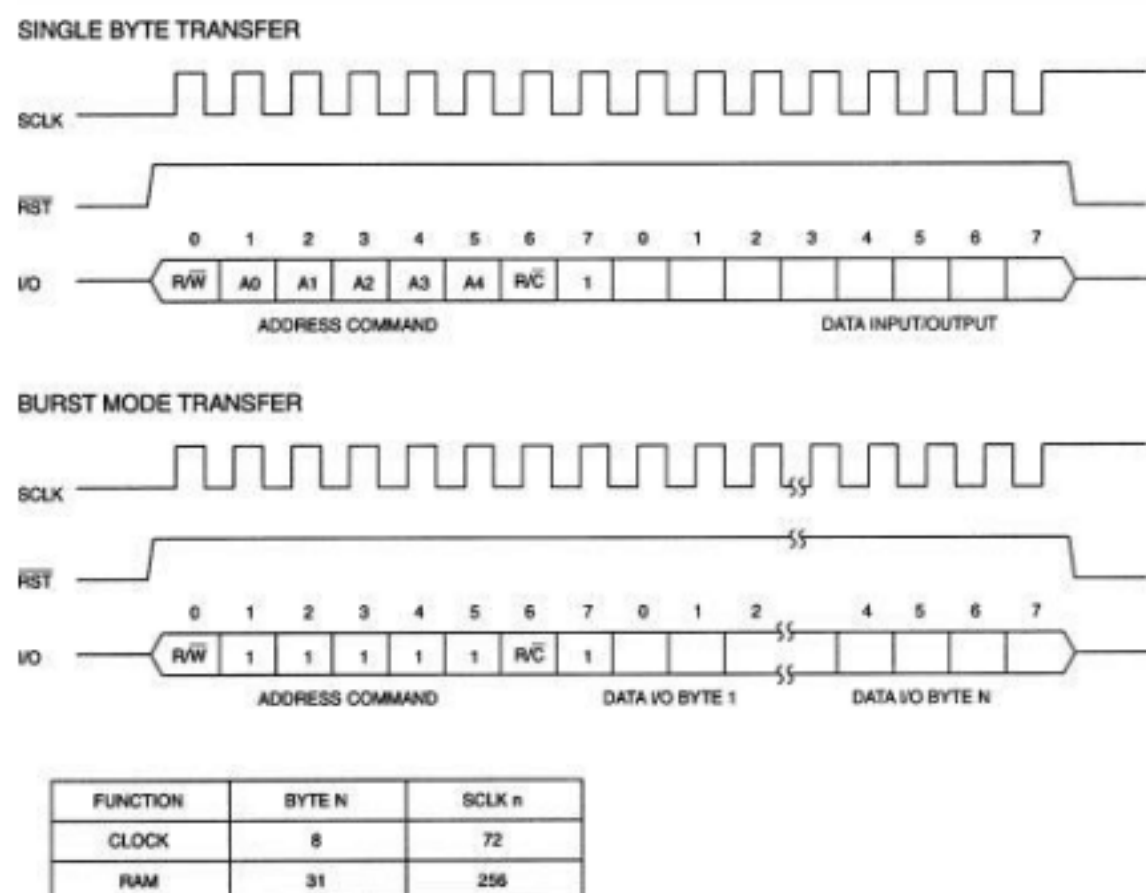 SINGLE BYTE TRANSFER
SCLK
R̅S̅T̅
0 1 2 3 4 5 6 7 0 1 2 3 4 5 6 7
I/O R/W̅ A0 A1 A2 A3 A4 R/C̅ 1
ADDRESS COMMAND DATA INPUT/OUTPUT
BURST MODE TRANSFER
SCLK
R̅S̅T̅
0 1 2 3 4 5 6 7 0 1 2 4 5 6 7
I/O R/W̅ 1 1 1 1 1 R/C̅ 1
ADDRESS COMMAND DATA I/O BYTE 1 DATA I/O BYTE N
FUNCTION BYTE N SCLK n
CLOCK 8 72
RAM 31 256